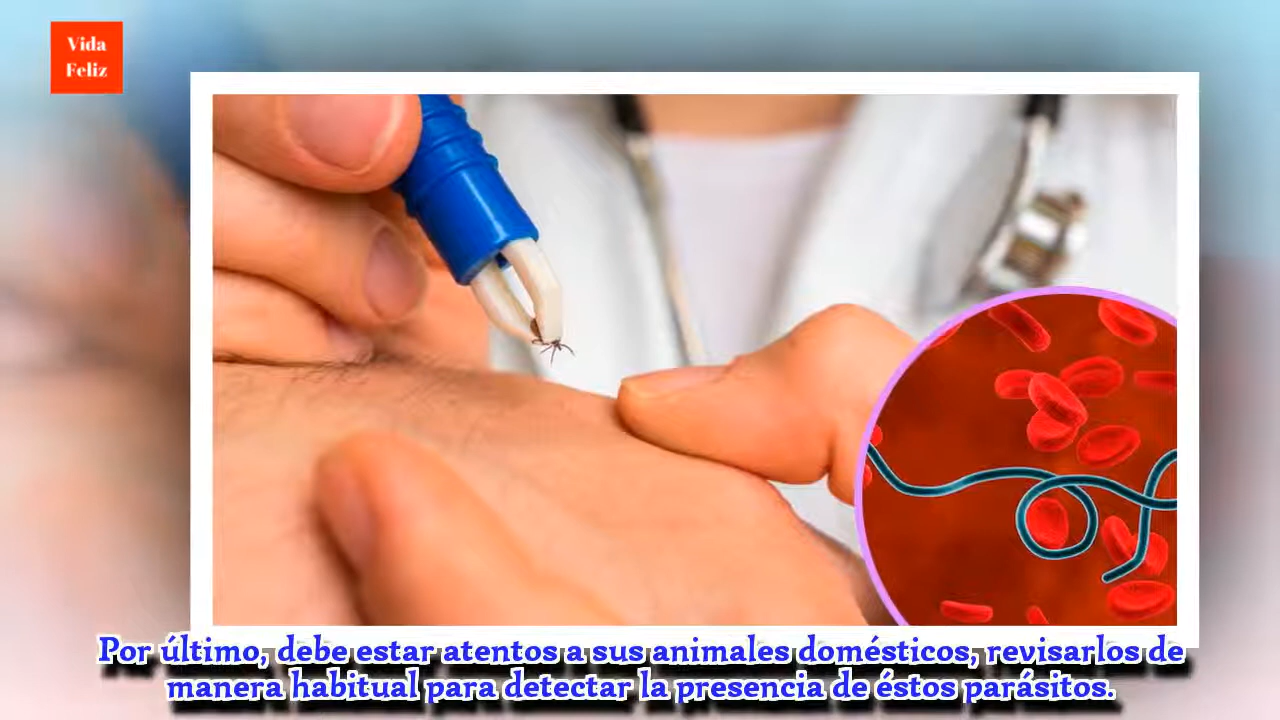 Vida
Feliz
Por último, debe estar atentos a sus animales domésticos, revisarlos de
manera habitual para detectar la presencia de éstos parásitos.